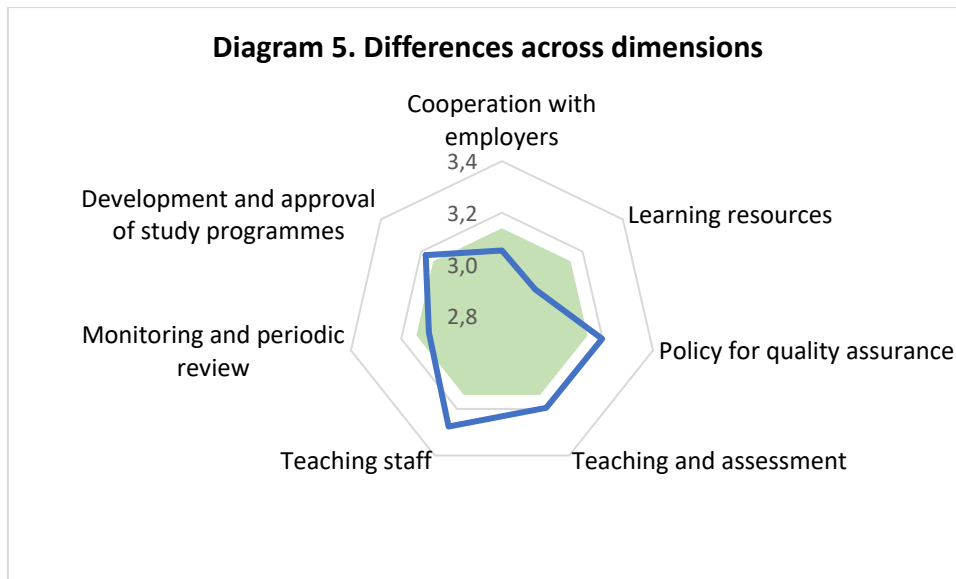 Diagram 5. Differences across dimensions
Cooperation with
employers
3,4
3,2
3,0
2,8
Learning resources
Policy for quality assurance
Teaching and assessment
Teaching staff
Monitoring and periodic
review
Development and approval
of study programmes